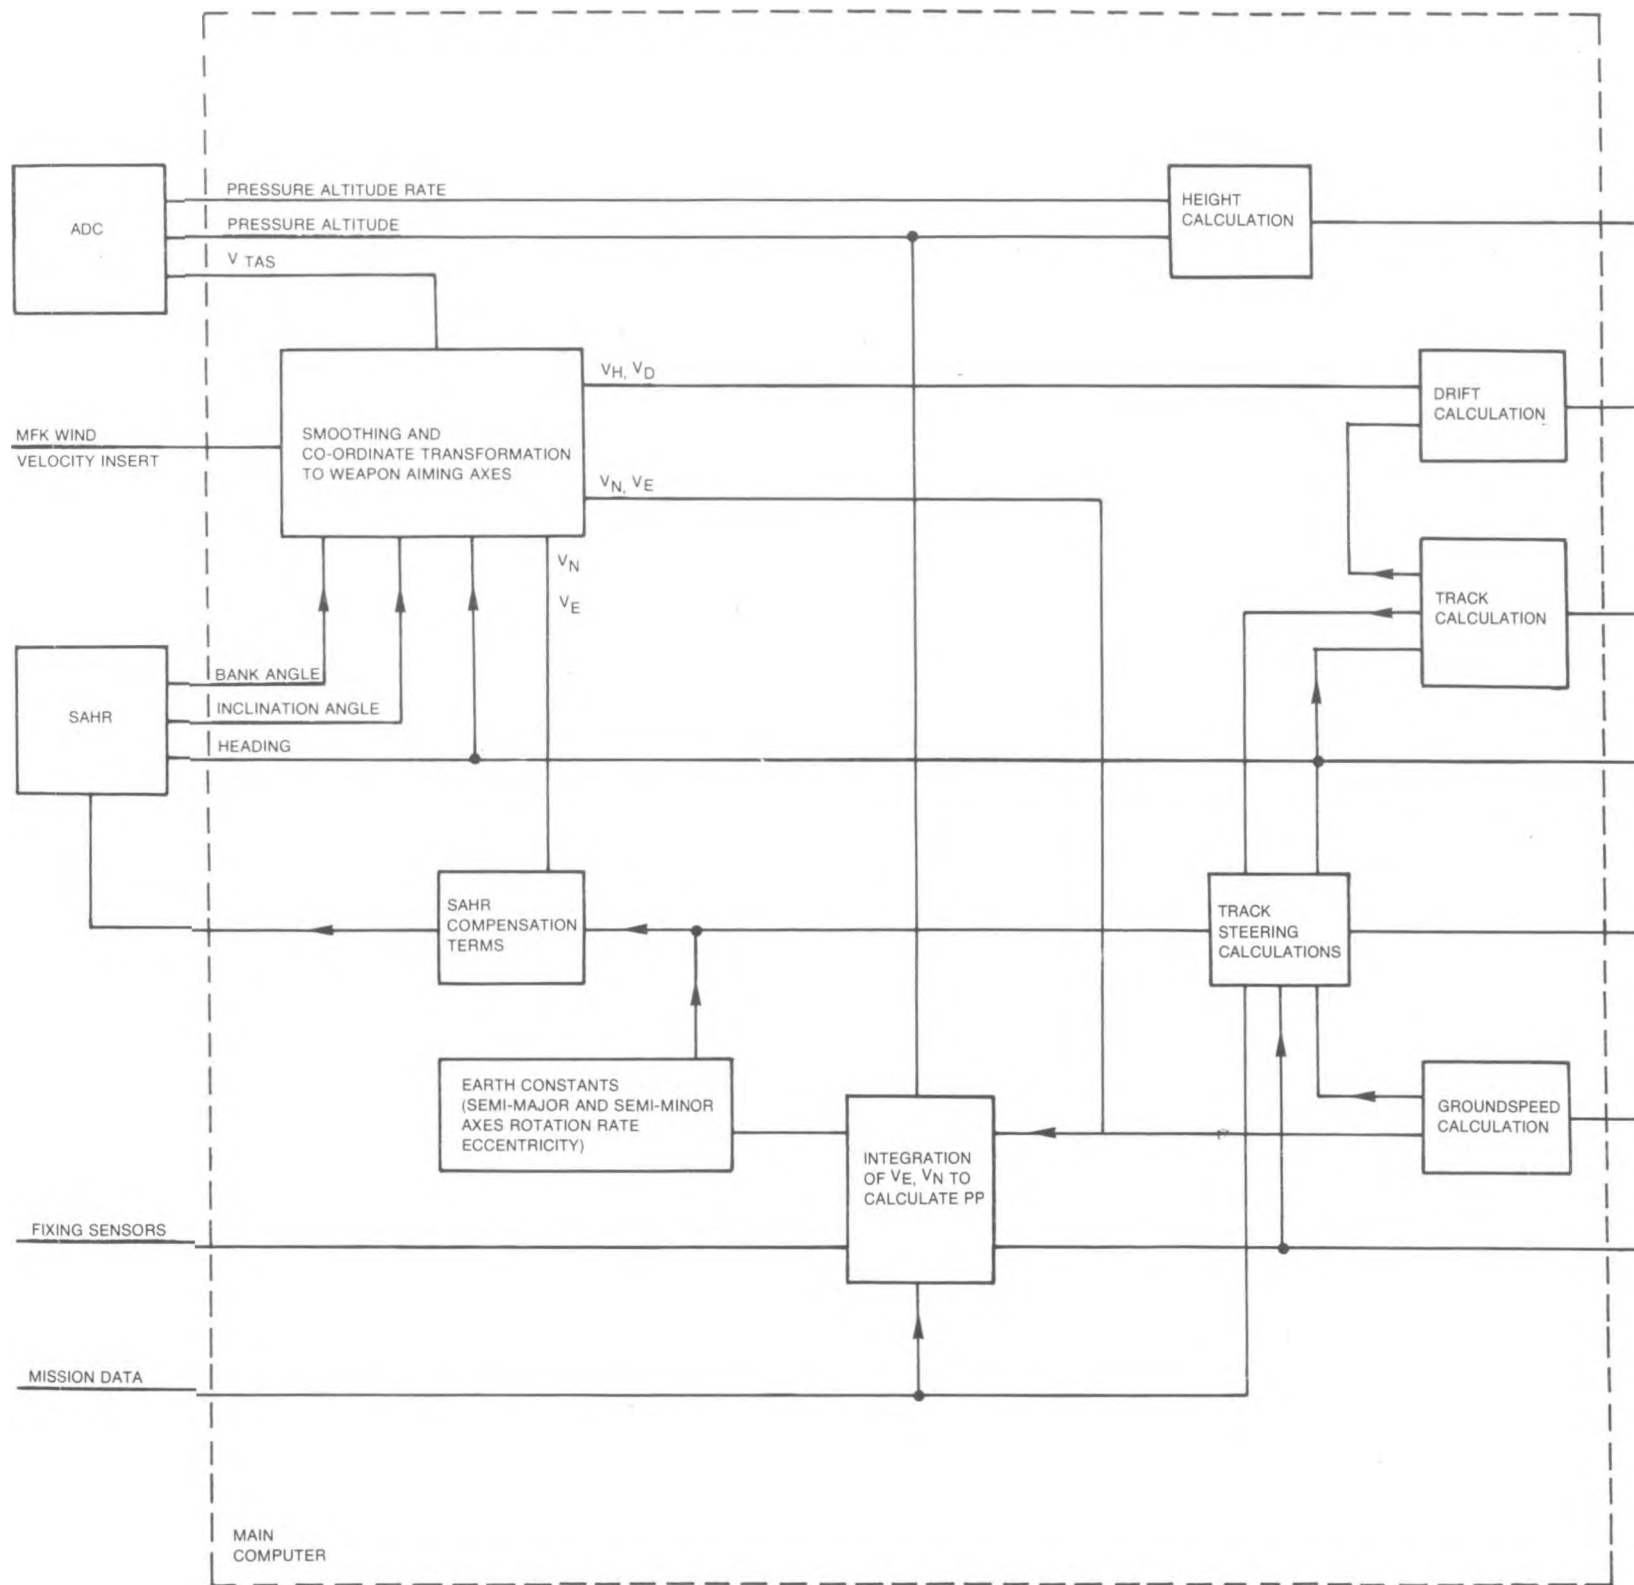 PRESSURE ALTITUDE RATE
PRESSURE ALTITUDE
V TAS
ADC
HEIGHT
CALCULATION
MFK WIND
VELOCITY INSERT
SMOOTHING AND
CO-ORDINATE TRANSFORMATION
TO WEAPON AIMING AXES
VH, VD
VN, VE
VN
VE
DRIFT
CALCULATION
TRACK
CALCULATION
SAHR
BANK ANGLE
INCLINATION ANGLE
HEADING
SAHR
COMPENSATION
TERMS
TRACK
STEERING
CALCULATIONS
EARTH CONSTANTS
(SEMI-MAJOR AND SEMI-MINOR
AXES ROTATION RATE
ECCENTRICITY)
INTEGRATION
OF VE, VN TO
CALCULATE PP
GROUNDSPEED
CALCULATION
FIXING SENSORS
MISSION DATA
MAIN
COMPUTER